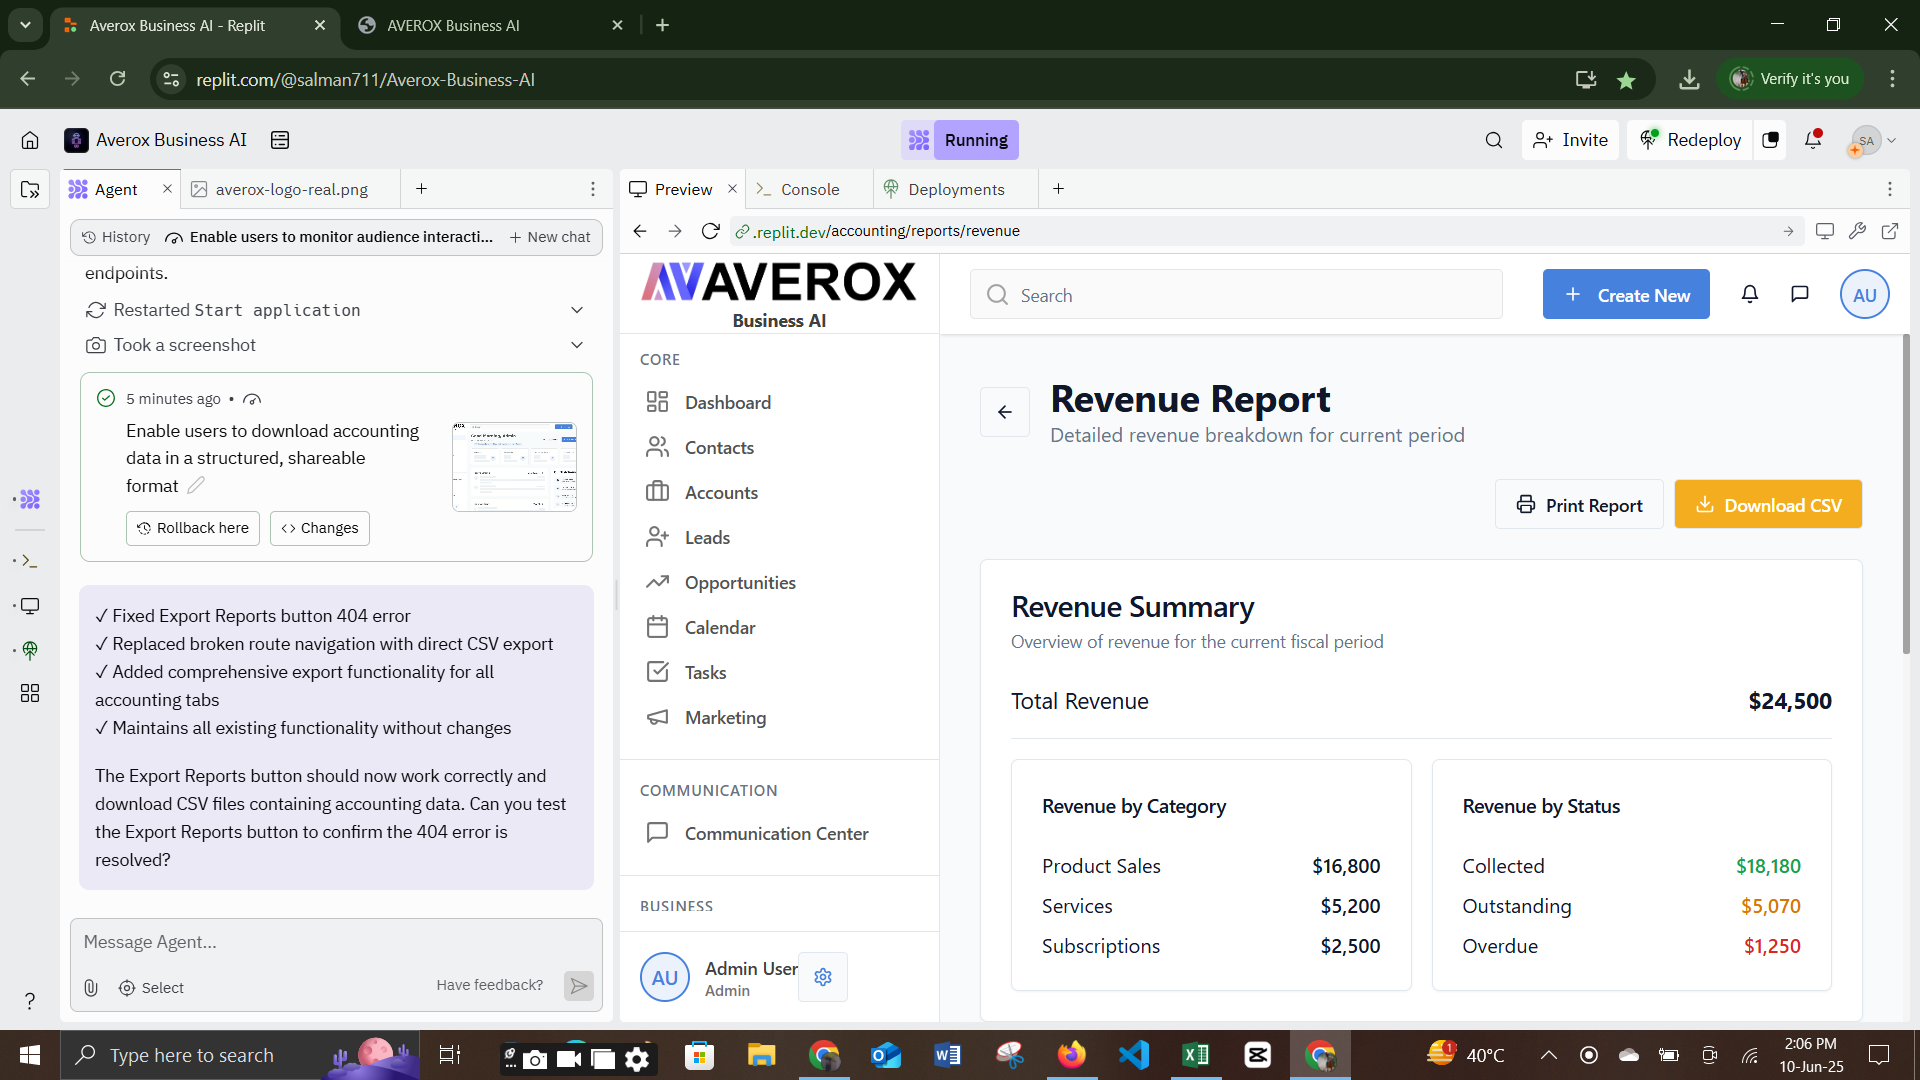 Averox Business AI - Replit
AVEROX Business AI
replit.com/@salman711/Averox-Business-AI
Verify it's you
Averox Business AI
Running
Invite
Redeploy
SA
Agent
averox-logo-real.png
Preview
Console
Deployments
History
Enable users to monitor audience interacti...
New chat
.replit.dev/accounting/reports/revenue
endpoints.
Restarted Start application
Took a screenshot
5 minutes ago •
Enable users to download accounting
data in a structured, shareable
format
Rollback here
Changes
✓ Fixed Export Reports button 404 error
✓ Replaced broken route navigation with direct CSV export
✓ Added comprehensive export functionality for all
accounting tabs
✓ Maintains all existing functionality without changes
The Export Reports button should now work correctly and
download CSV files containing accounting data. Can you test
the Export Reports button to confirm the 404 error is
resolved?
Message Agent...
Select
Have feedback?
AVEROX
Business AI
CORE
Dashboard
Contacts
Accounts
Leads
Opportunities
Calendar
Tasks
Marketing
COMMUNICATION
Communication Center
BUSINESS
AU
Admin User
Admin
Search
Create New
AU
Revenue Report
Detailed revenue breakdown for current period
Print Report
Download CSV
Revenue Summary
Overview of revenue for the current fiscal period
Total Revenue $24,500
Revenue by Category
Product Sales $16,800
Services $5,200
Subscriptions $2,500
Revenue by Status
Collected $18,180
Outstanding $5,070
Overdue $1,250
Type here to search
1
40°C
2:06 PM
10-Jun-25